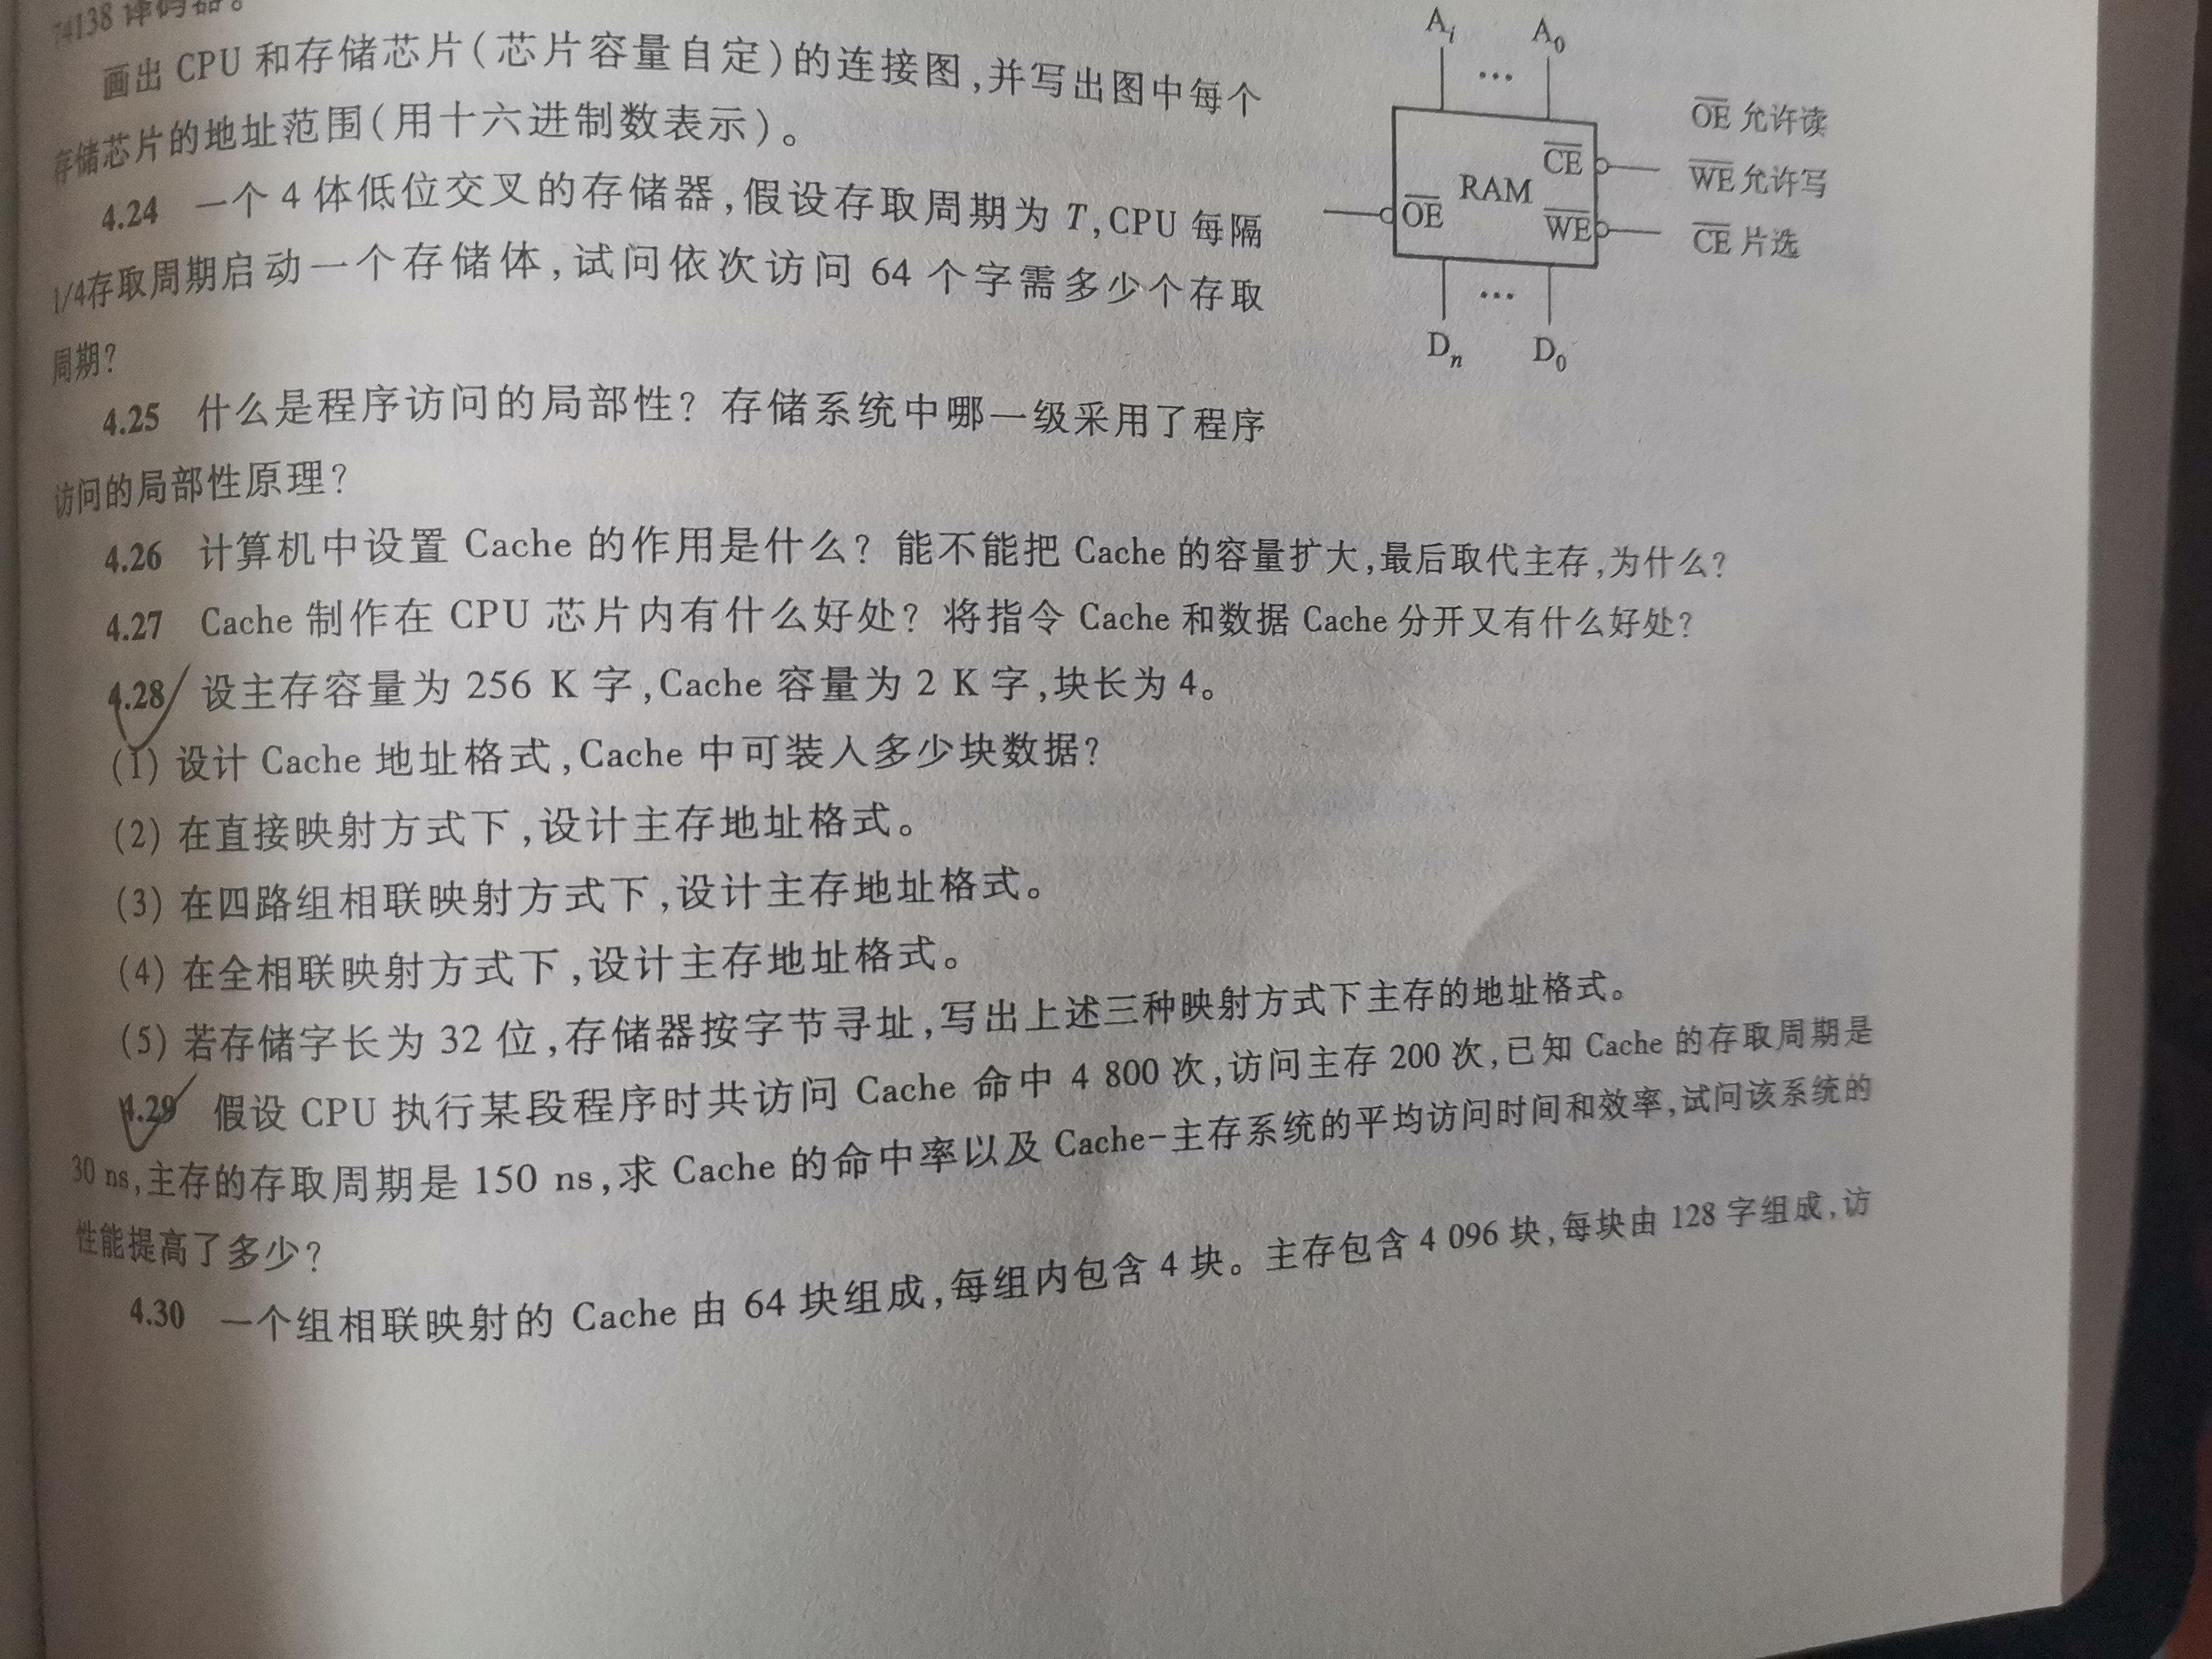 74138 译码器。
画出 CPU 和存储芯片(芯片容量自定)的连接图,并写出图中每个
存储芯片的地址范围(用十六进制数表示)。
4.24 一个 4 体低位交叉的存储器,假设存取周期为 T,CPU 每隔
1/4存取周期启动一个存储体,试问依次访问 64 个字需多少个存取
周期?
A_i ... A_0
CE
RAM
OE
WE
D_n ... D_0
OE 允许读
WE 允许写
CE 片选
4.25 什么是程序访问的局部性? 存储系统中哪一级采用了程序
访问的局部性原理?
4.26 计算机中设置 Cache 的作用是什么? 能不能把 Cache 的容量扩大,最后取代主存,为什么?
4.27 Cache 制作在 CPU 芯片内有什么好处? 将指令 Cache 和数据 Cache 分开又有什么好处?
4.28 设主存容量为 256 K 字,Cache 容量为 2 K 字,块长为 4。
(1) 设计 Cache 地址格式,Cache 中可装入多少块数据?
(2) 在直接映射方式下,设计主存地址格式。
(3) 在四路组相联映射方式下,设计主存地址格式。
(4) 在全相联映射方式下,设计主存地址格式。
(5) 若存储字长为 32 位,存储器按字节寻址,写出上述三种映射方式下主存的地址格式。
4.29 假设 CPU 执行某段程序时共访问 Cache 命中 4 800 次,访问主存 200 次,已知 Cache 的存取周期是
30 ns,主存的存取周期是 150 ns,求 Cache 的命中率以及 Cache-主存系统的平均访问时间和效率,试问该系统的
性能提高了多少?
4.30 一个组相联映射的 Cache 由 64 块组成,每组内包含 4 块。主存包含 4 096 块,每块由 128 字组成,访